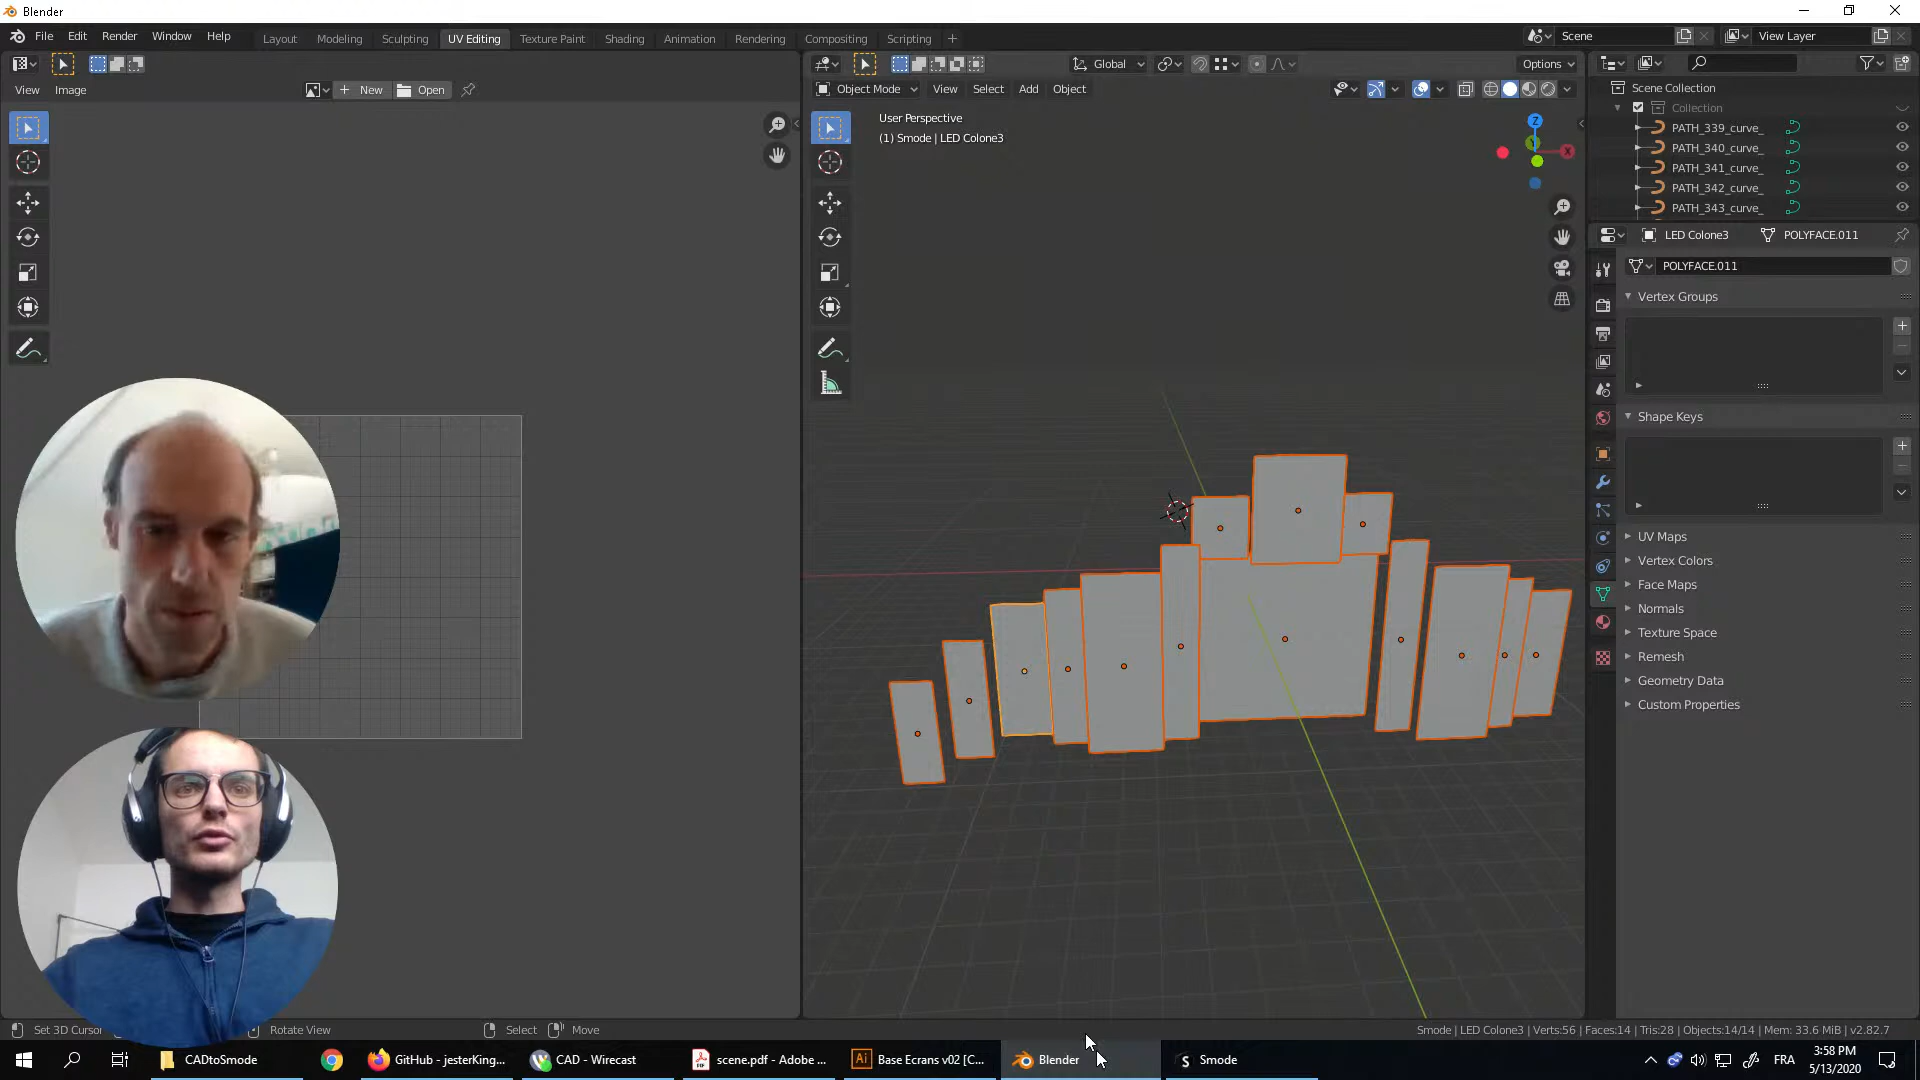 Blender
File Edit Render Window Help
Layout Modeling Sculpting UV Editing Texture Paint Shading Animation Rendering Compositing Scripting
Scene
View Layer
Global
Options
View Image
New
Open
Object Mode View Select Add Object
User Perspective
(1) Smode | LED Colone3
Z
X
Scene Collection
Collection
PATH_339_curve_
PATH_340_curve_
PATH_341_curve_
PATH_342_curve_
PATH_343_curve_
LED Colone3 POLYFACE.011
POLYFACE.011
Vertex Groups
Shape Keys
UV Maps
Vertex Colors
Face Maps
Normals
Texture Space
Remesh
Geometry Data
Custom Properties
Set 3D Cursor
Rotate View
Select
Move
Smode | LED Colone3 | Verts:56 | Faces:14 | Tris:28 | Objects:14/14 | Mem: 33.6 MiB | v2.82.7
CADtoSmode
GitHub - jesterKing...
CAD - Wirecast
scene.pdf - Adobe ...
Ai Base Ecrans v02 [C...
Blender
S Smode
FRA
3:58 PM
5/13/2020